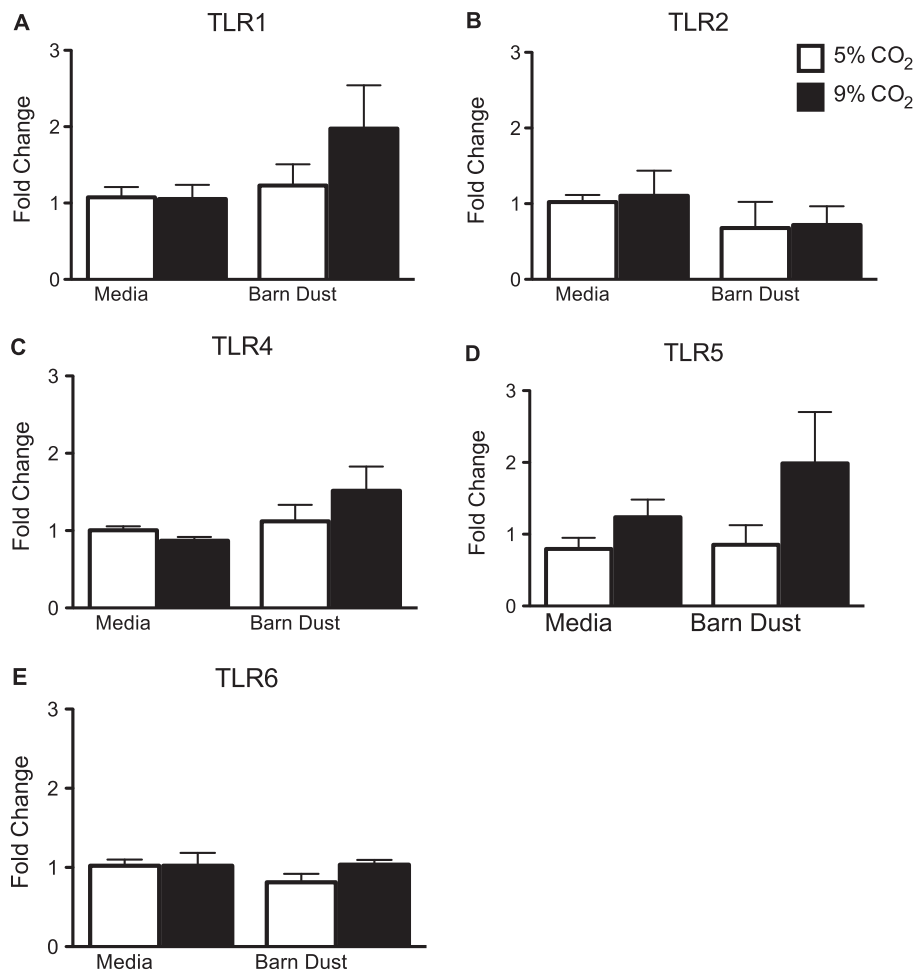 A
TLR1
Fold Change
3
2
1
0
Media
Barn Dust
B
TLR2
Fold Change
3
2
1
0
Media
Barn Dust
5% CO2
9% CO2
C
TLR4
Fold Change
3
2
1
0
Media
Barn Dust
D
TLR5
Fold Change
3
2
1
0
Media
Barn Dust
E
TLR6
Fold Change
3
2
1
0
Media
Barn Dust